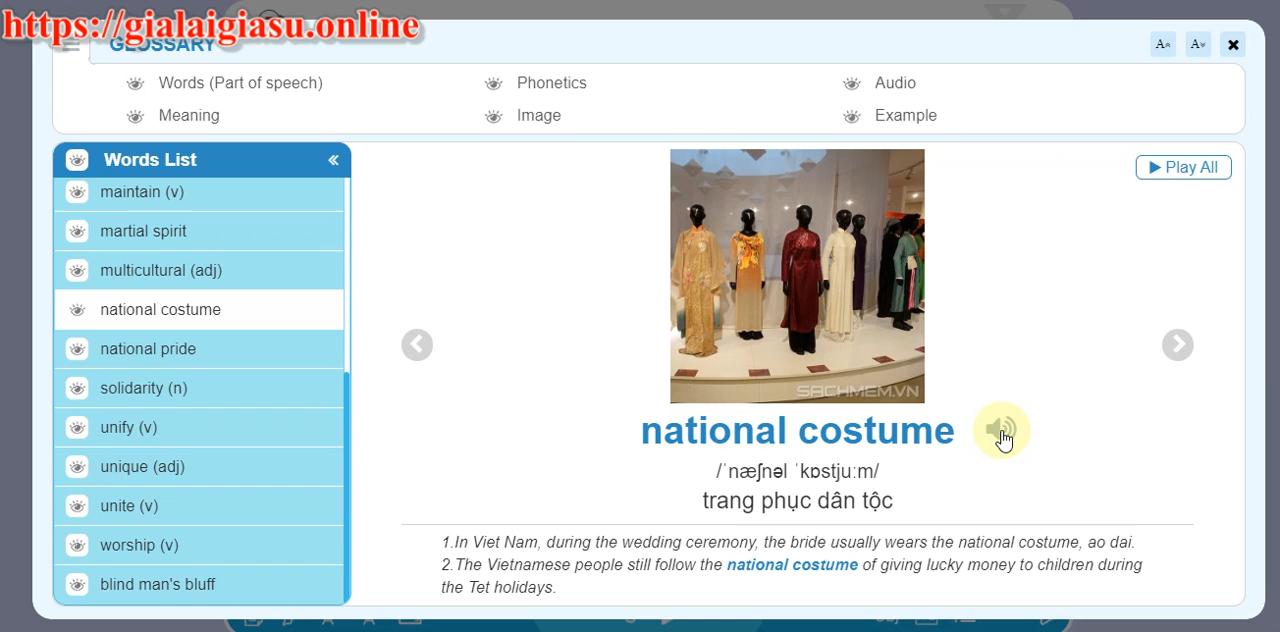 https://gialaigiasu.online
GLOSSARY
A A
Words (Part of speech) Phonetics Audio
Meaning Image Example
Words List «
maintain (v)
martial spirit
multicultural (adj)
national costume
national pride
solidarity (n)
unify (v)
unique (adj)
unite (v)
worship (v)
blind man's bluff
Play All
SACHMEM.VN
national costume
/ˈnæʃnəl ˈkɒstjuːm/
trang phục dân tộc
1.In Viet Nam, during the wedding ceremony, the bride usually wears the national costume, ao dai.
2.The Vietnamese people still follow the national costume of giving lucky money to children during
the Tet holidays.